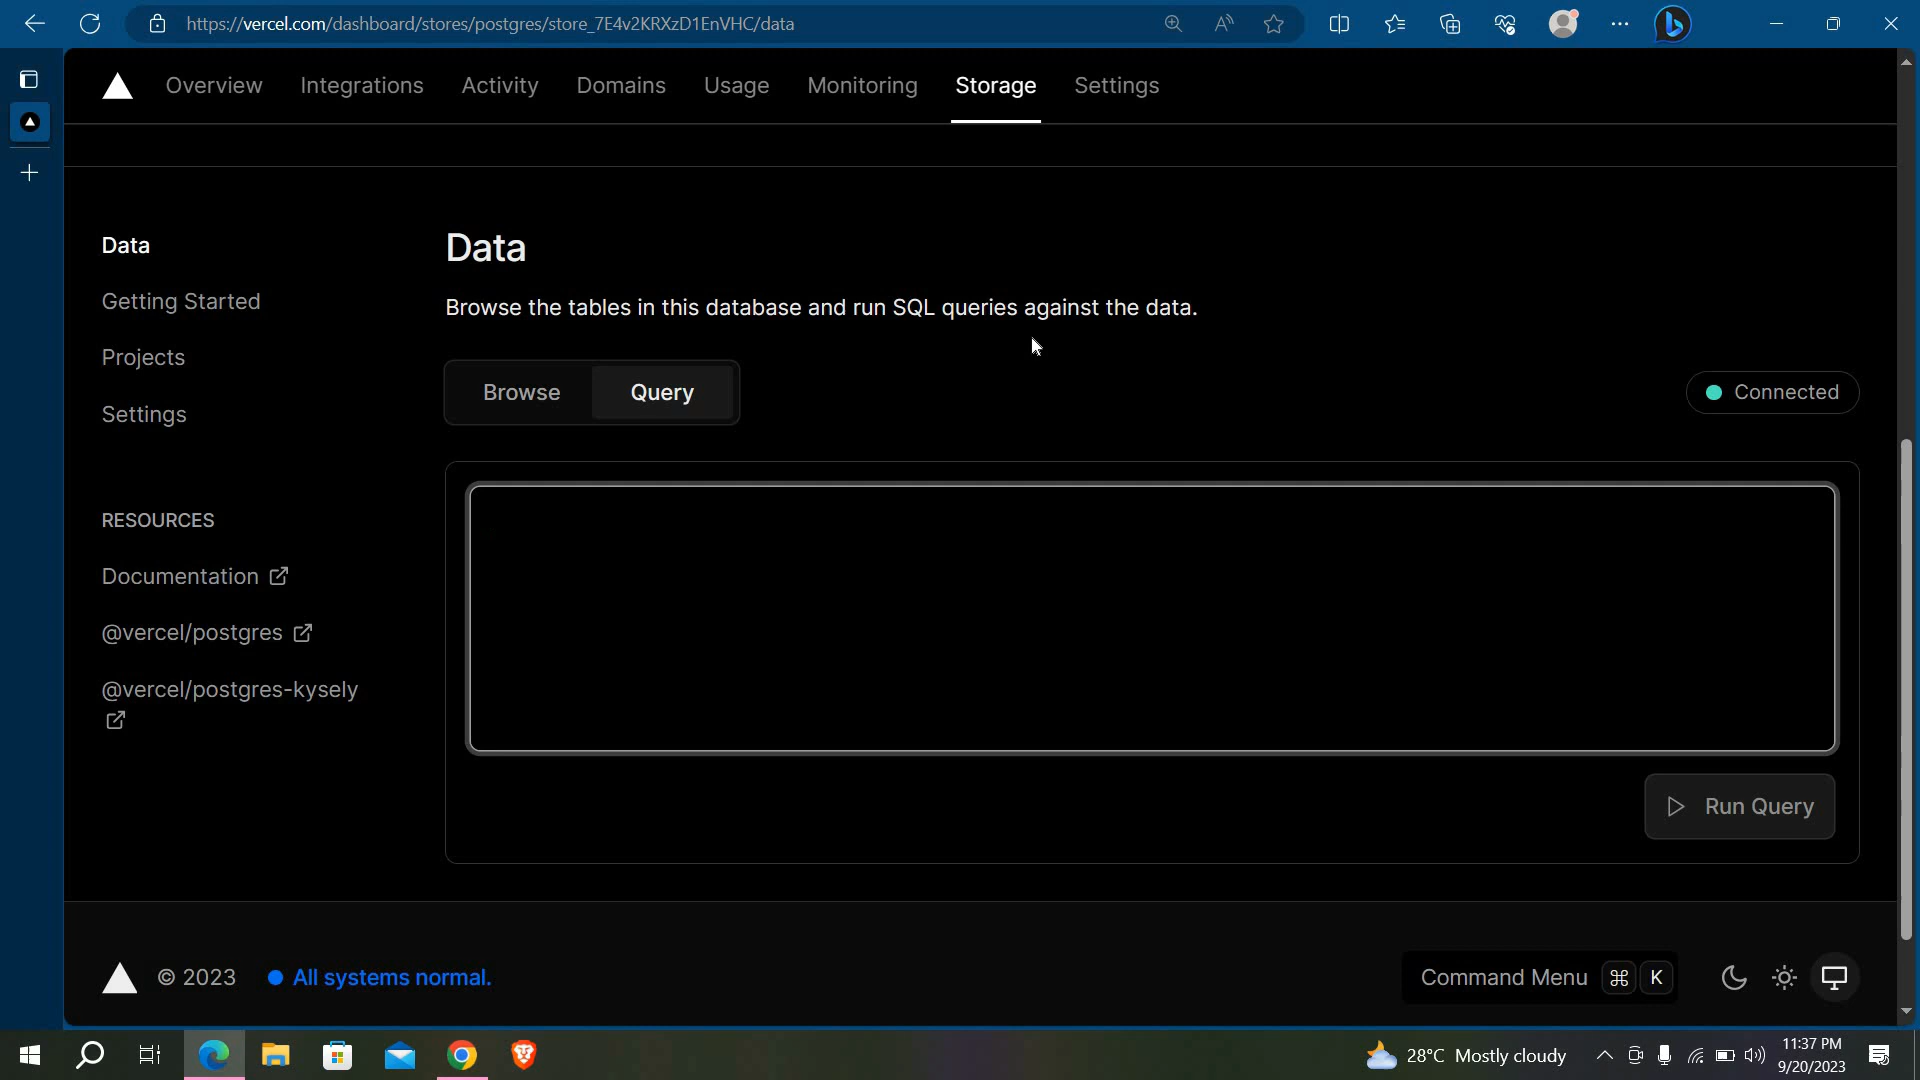 https://vercel.com/dashboard/stores/postgres/store_7E4v2KRXzD1EnVHC/data
Overview Integrations Activity Domains Usage Monitoring Storage Settings
Data
Getting Started
Projects
Settings
RESOURCES
Documentation
@vercel/postgres
@vercel/postgres-kysely
Data
Browse the tables in this database and run SQL queries against the data.
Browse Query
Connected
Run Query
© 2023 All systems normal.
Command Menu ⌘ K
28°C Mostly cloudy
11:37 PM
9/20/2023